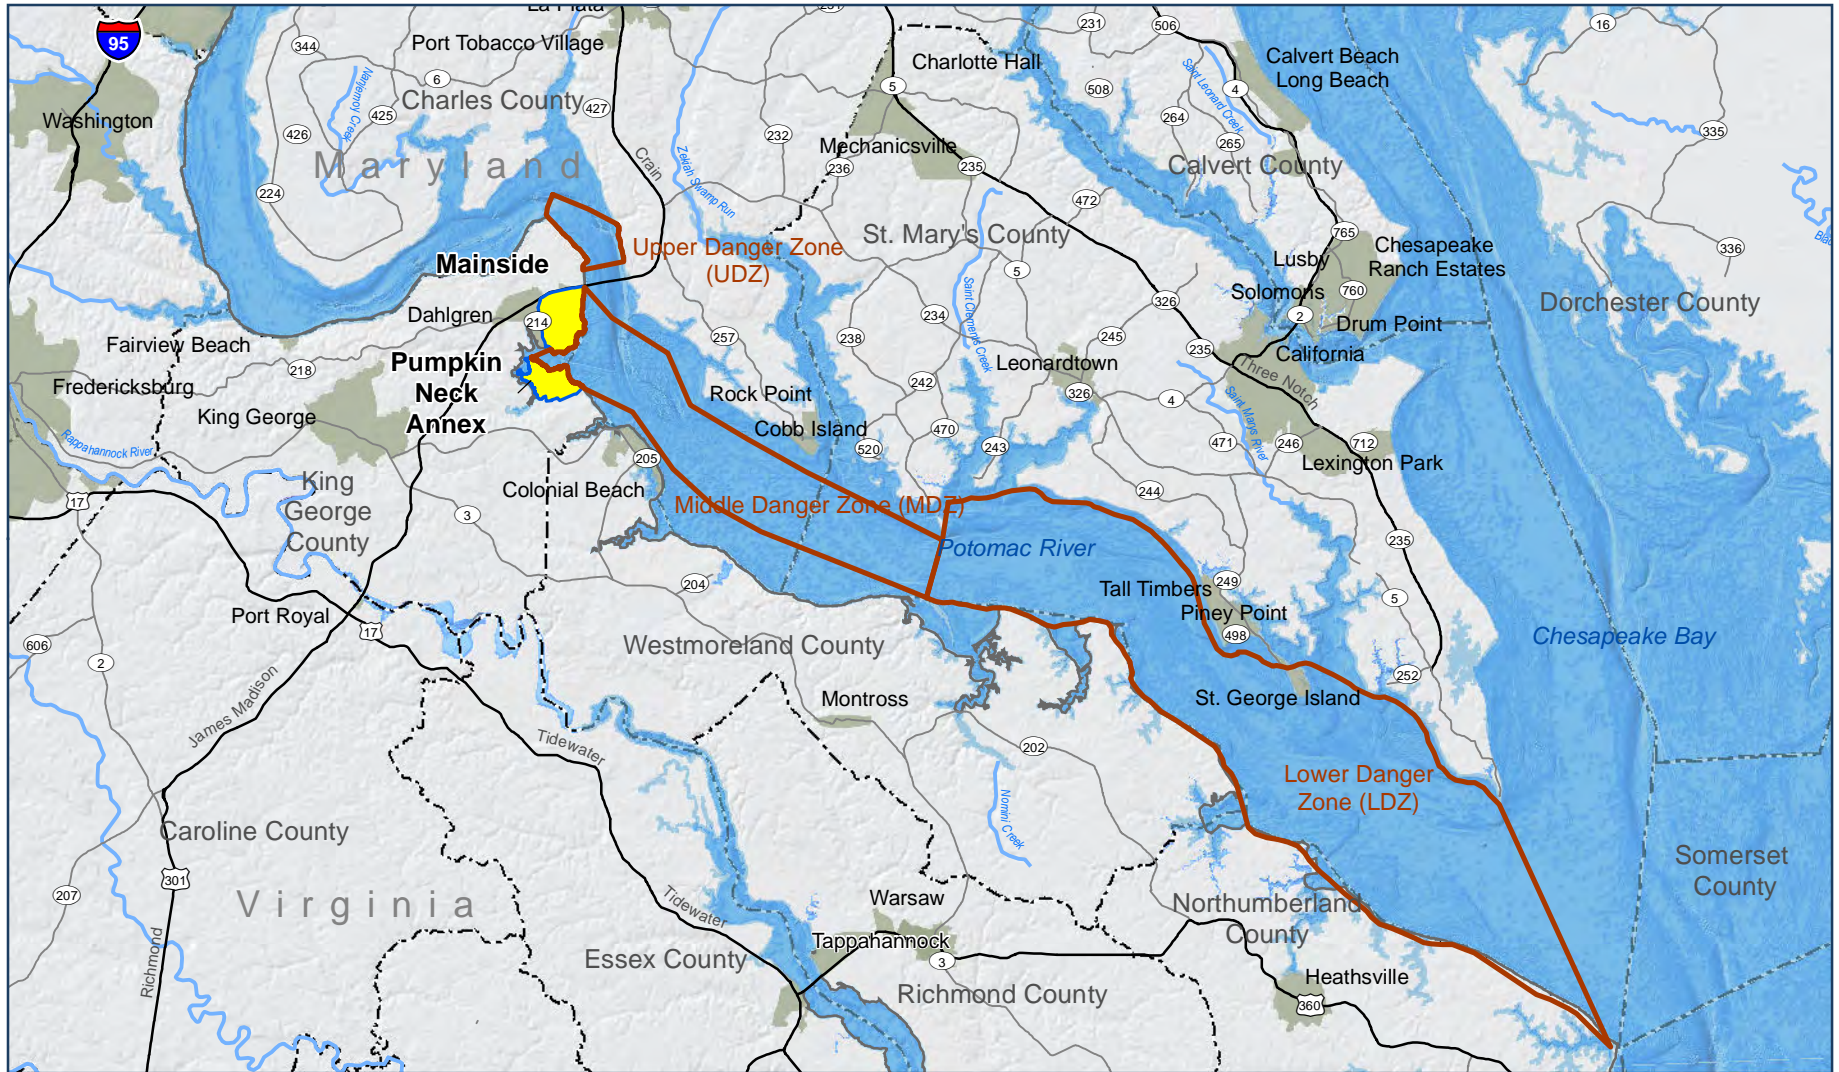 La Plata
231
506
16
95
344
Port Tobacco Village
231
Charlotte Hall
Calvert Beach
Long Beach
6
Charles County
427
5
508
Saint Leonard Creek
4
Nanjemoy Creek
425
Washington
426
232
264
335
Maryland
Crain
Zekiah Swamp Run
Mechanicsville
236
235
265
Calvert County
224
472
Upper Danger Zone
(UDZ)
St. Mary's County
765
Chesapeake
Ranch Estates
336
Mainside
5
Lusby
Solomons
760
Dorchester County
Dahlgren
214
Saint Clements Creek
234
326
2
Drum Point
Fairview Beach
257
238
245
235
California
218
Pumpkin
Neck
Annex
Leonardtown
Three Notch
Fredericksburg
Rock Point
242
326
4
Saint Marys River
King George
Cobb Island
470
471
246
712
Rappahannock River
520
243
Lexington Park
205
King
George
County
Colonial Beach
244
17
3
Middle Danger Zone (MDZ)
235
Potomac River
204
Tall Timbers
249
5
Port Royal
17
Piney Point
498
606
Westmoreland County
Chesapeake Bay
2
252
James Madison
Montross
St. George Island
Tidewater
202
Lower Danger
Zone (LDZ)
Nomini Creek
Caroline County
Somerset
County
301
207
Virginia
Tidewater
Warsaw
Northumberland
County
Tappahannock
Richmond
Essex County
3
Heathsville
Richmond County
360